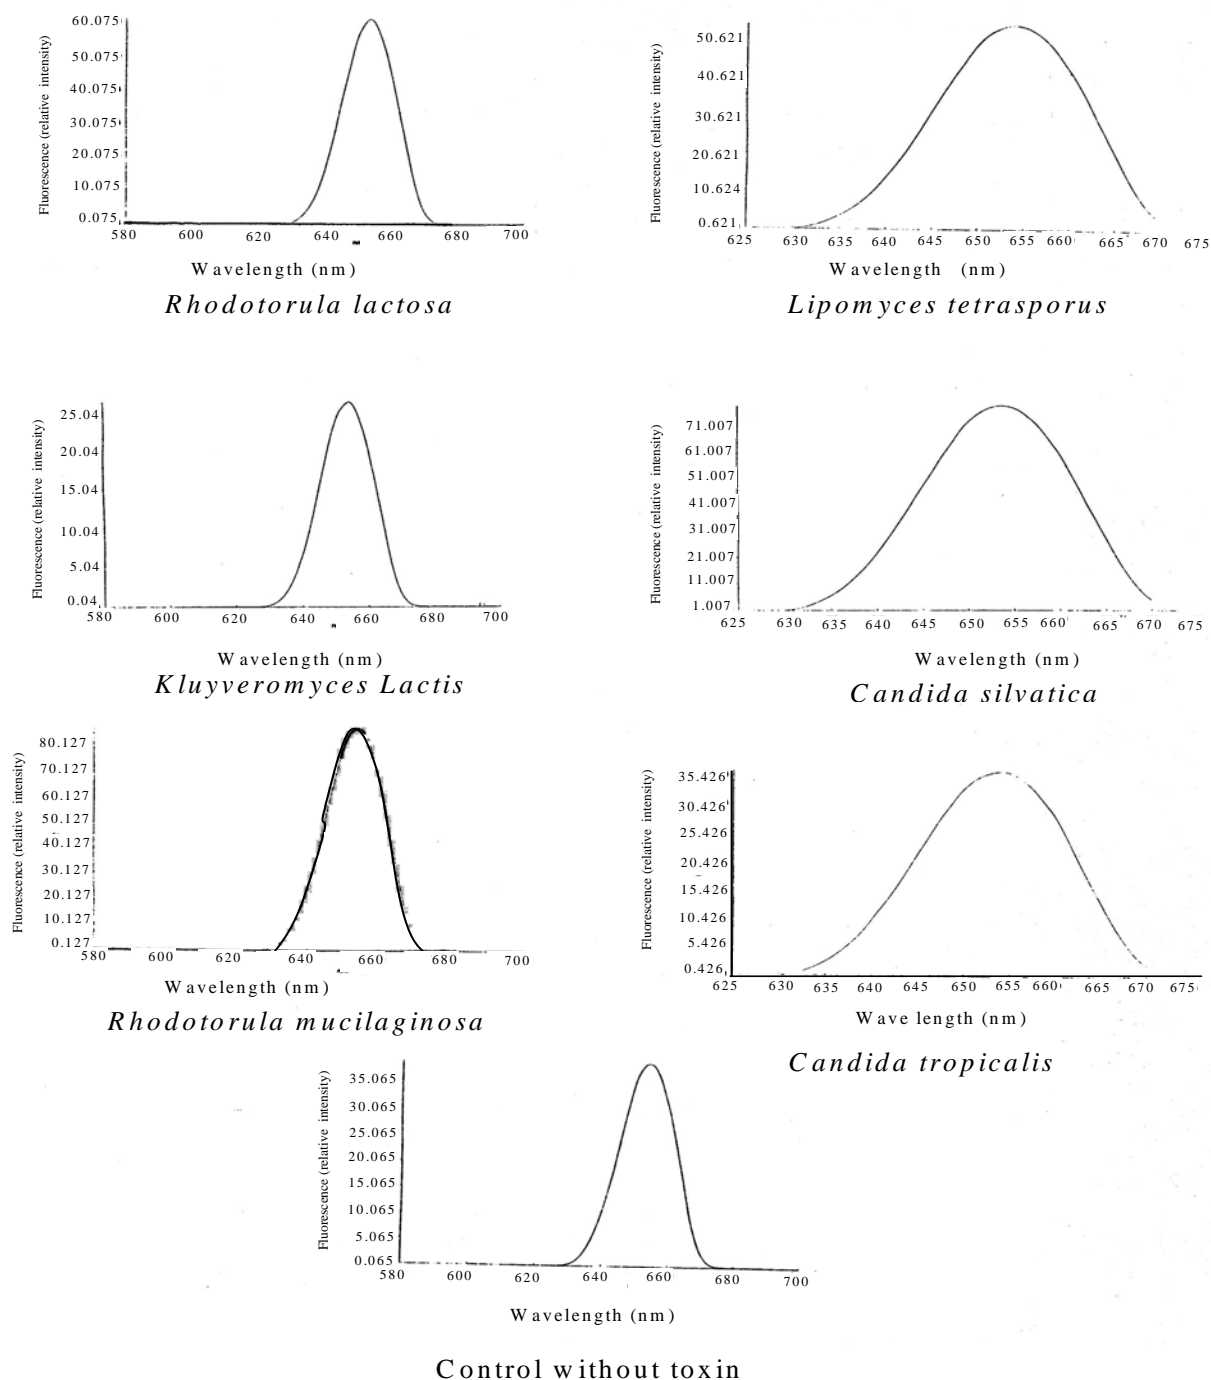 Fluorescence (relative intensity)
60.075
50.075
40.075
30.075
20.075
10.075
0.075
580 600 620 640 660 680 700
Wavelength (nm)
Rhodotorula lactosa
Fluorescence (relative intensity)
50.621
40.621
30.621
20.621
10.624
0.621
625 630 635 640 645 650 655 660 665 670 675
Wavelength (nm)
Lipomyces tetrasporus
Fluorescence (relative intensity)
25.04
20.04
15.04
10.04
5.04
0.04
580 600 620 640 660 680 700
Wavelength (nm)
Kluyveromyces Lactis
Fluorescence (relative intensity)
71.007
61.007
51.007
41.007
31.007
21.007
11.007
1.007
625 630 635 640 645 650 655 660 665 670 675
Wavelength (nm)
Candida silvatica
Fluorescence (relative intensity)
80.127
70.127
60.127
50.127
40.127
30.127
20.127
10.127
0.127
580 600 620 640 660 680 700
Wavelength (nm)
Rhodotorula mucilaginosa
Fluorescence (relative intensity)
35.426
30.426
25.426
20.426
15.426
10.426
5.426
0.426
625 630 635 640 645 650 655 660 665 670 675
Wave length (nm)
Candida tropicalis
Fluorescence (relative intensity)
35.065
30.065
25.065
20.065
15.065
10.065
5.065
0.065
580 600 620 640 660 680 700
Wavelength (nm)
Control without toxin